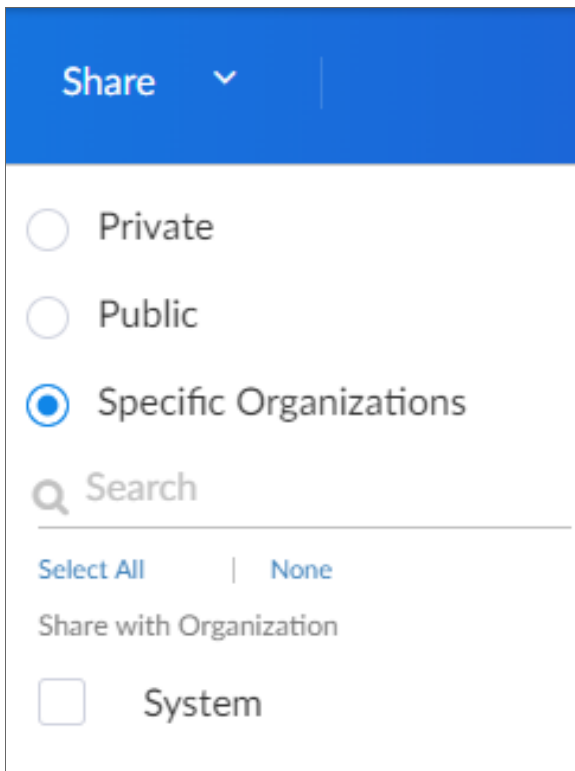 Share
Private
Public
Specific Organizations
Search
Select All | None
Share with Organization
System